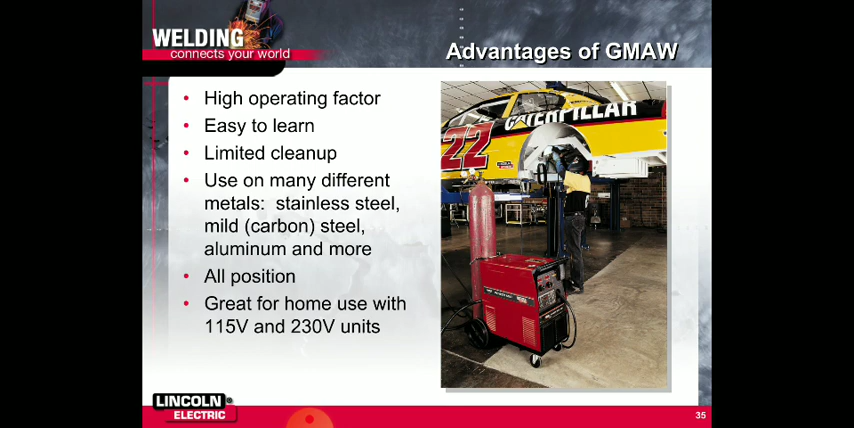 WELDING
connects your world
Advantages of GMAW
• High operating factor
• Easy to learn
• Limited cleanup
• Use on many different
metals: stainless steel,
mild (carbon) steel,
aluminum and more
• All position
• Great for home use with
115V and 230V units
CATERPILLAR
22
LINCOLN
ELECTRIC
35